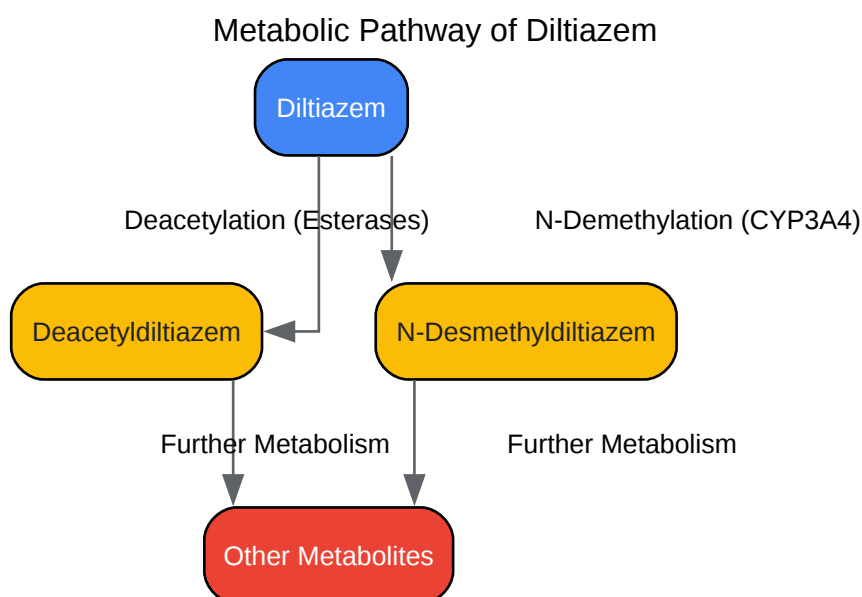 Metabolic Pathway of Diltiazem
Diltiazem
Deacetylation (Esterases)
N-Demethylation (CYP3A4)
Deacetyldiltiazem
N-Desmethyldiltiazem
Further Metabolism
Further Metabolism
Other Metabolites